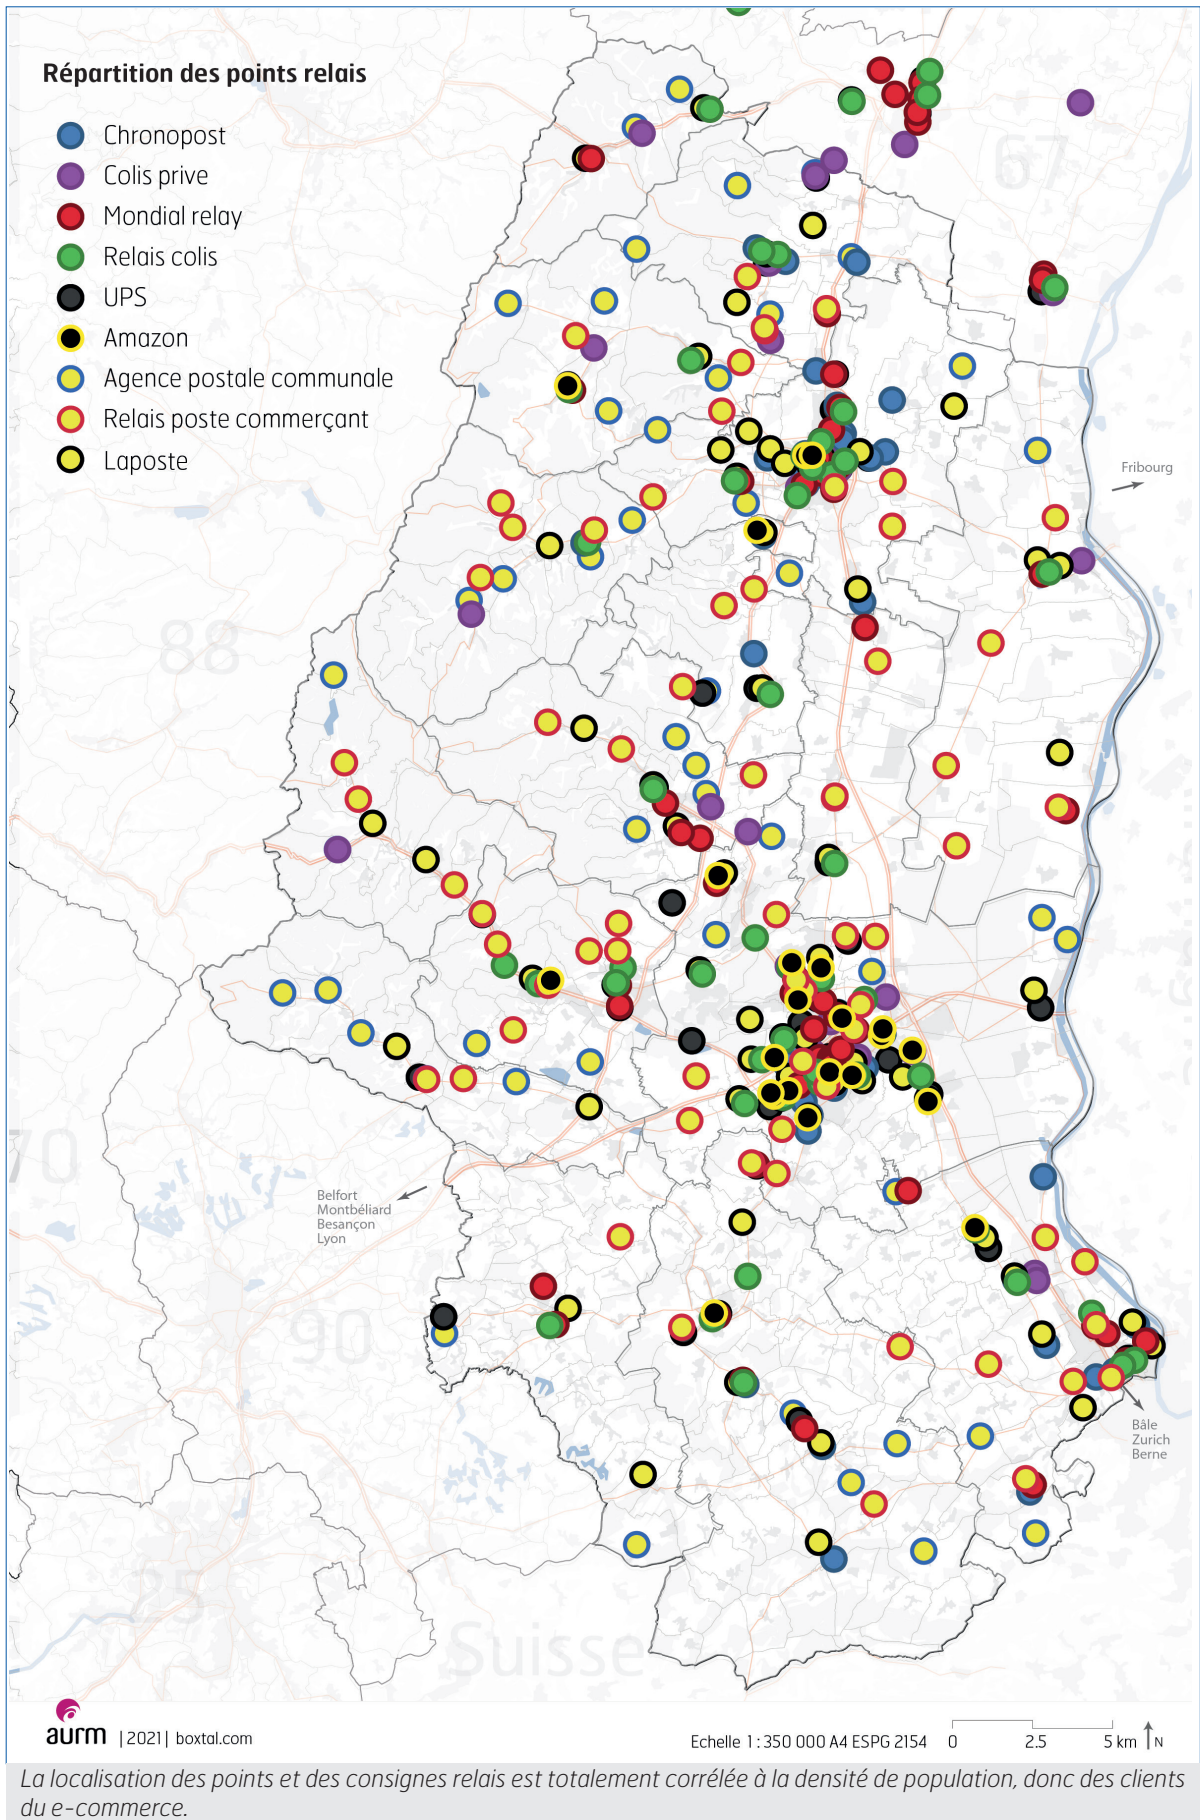 Répartition des points relais
Chronopost
Colis prive
Mondial relay
Relais colis
UPS
Amazon
Agence postale communale
Relais poste commerçant
Laposte
67
Fribourg
88
70
Belfort
Montbéliard
Besançon
Lyon
90
Bâle
Zurich
Berne
25
Suisse
aurm | 2021 | boxtal.com
Echelle 1 : 350 000 A4 ESPG 2154 0 2.5 5 km N
La localisation des points et des consignes relais est totalement corrélée à la densité de population, donc des clients
du e-commerce.